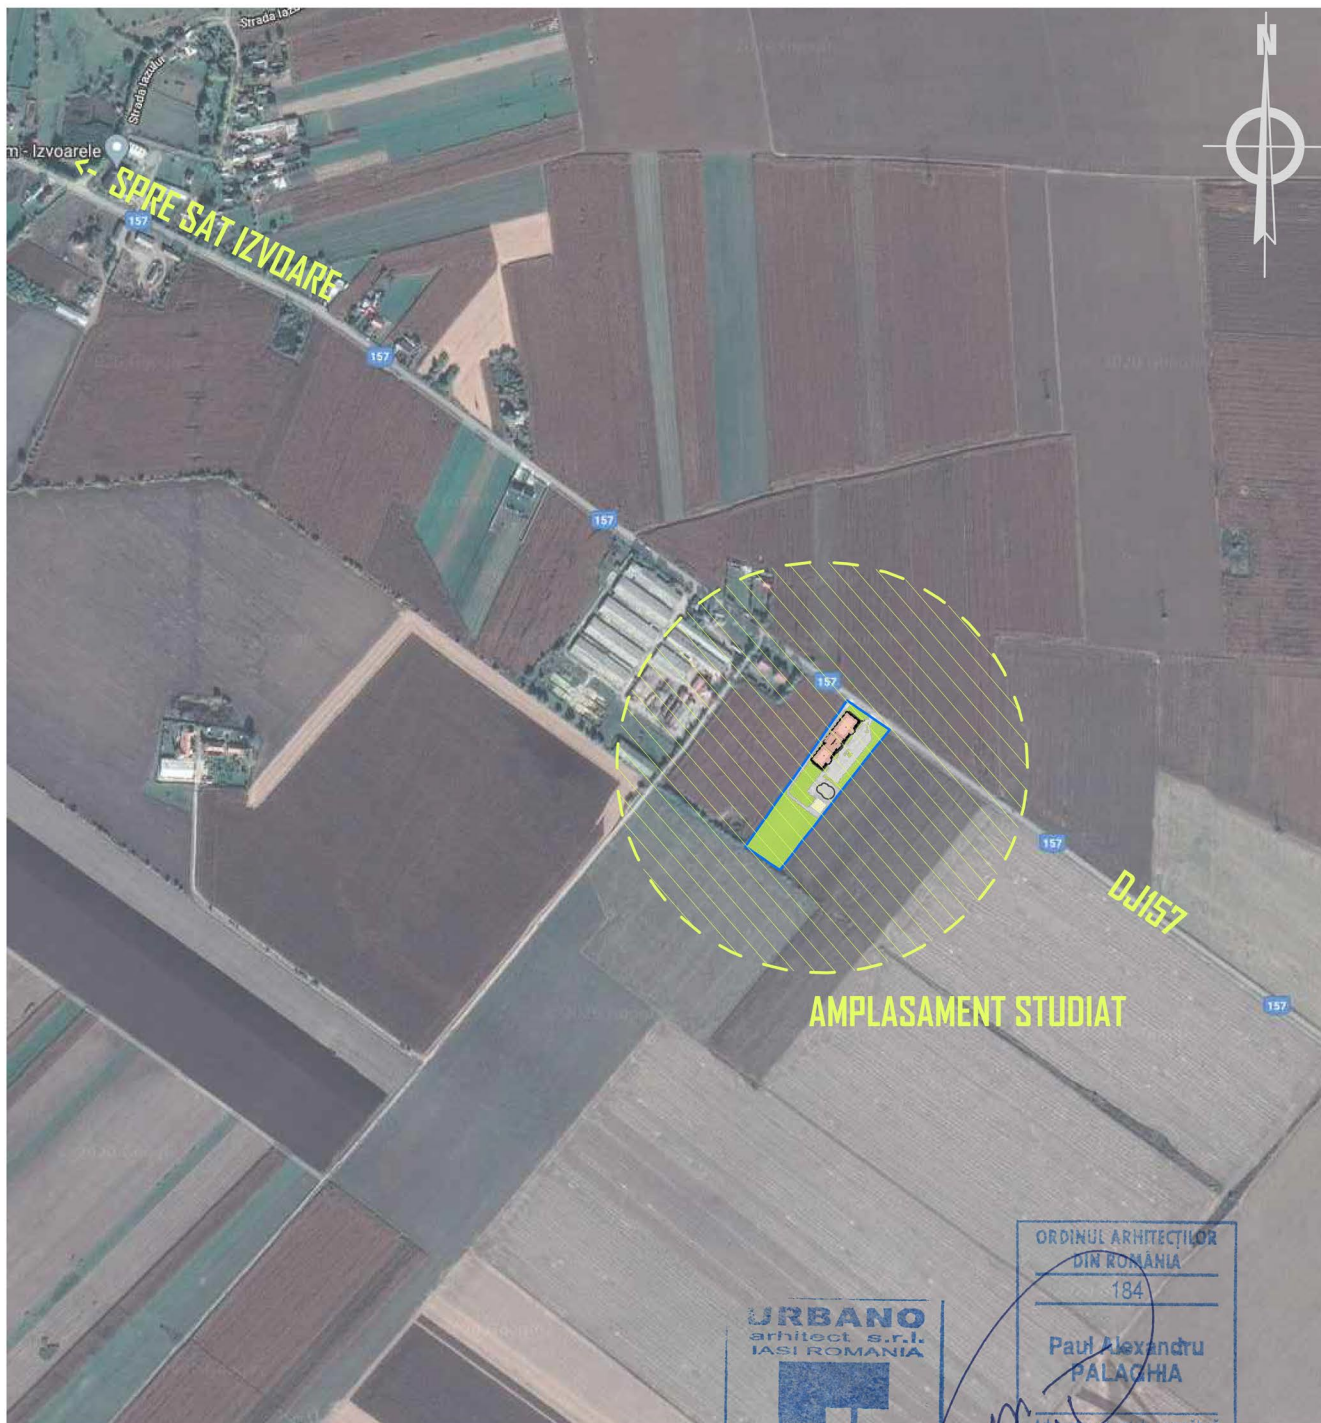 Strada Iazu
N
Strada Iazului
m - Izvoarele
<- SPRE SAT IZVOARE
157
157
157
157
157
DJ157
157
AMPLASAMENT STUDIAT
ORDINUL ARHITECȚILOR
DIN ROMÂNIA
184
Paul Alexandru
PALAGHIA
URBANO
arhitect s.r.l.
IASI ROMANIA